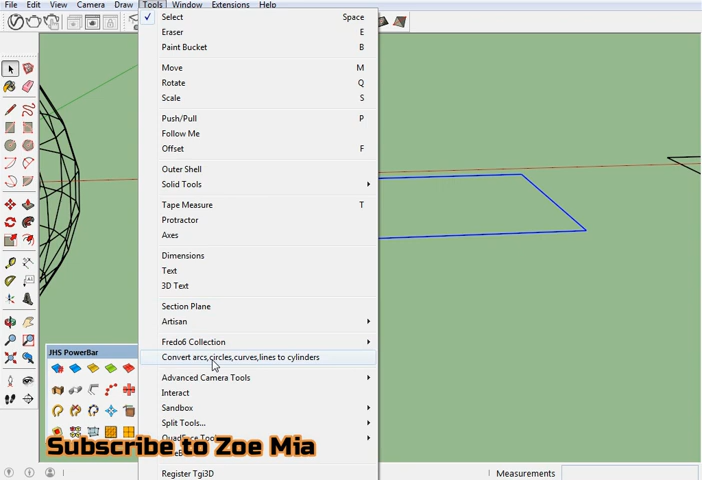 File Edit View Camera Draw Tools Window Extensions Help
Select Space
Eraser E
Paint Bucket B
Move M
Rotate Q
Scale S
Push/Pull P
Follow Me
Offset F
Outer Shell
Solid Tools
Tape Measure T
Protractor
Axes
Dimensions
Text
3D Text
Section Plane
Artisan
Fredo6 Collection
Convert arcs,circles,curves,lines to cylinders
Advanced Camera Tools
Interact
Sandbox
Split Tools...
Register Tgi3D
JHS PowerBar
Subscribe to Zoe Mia
Measurements